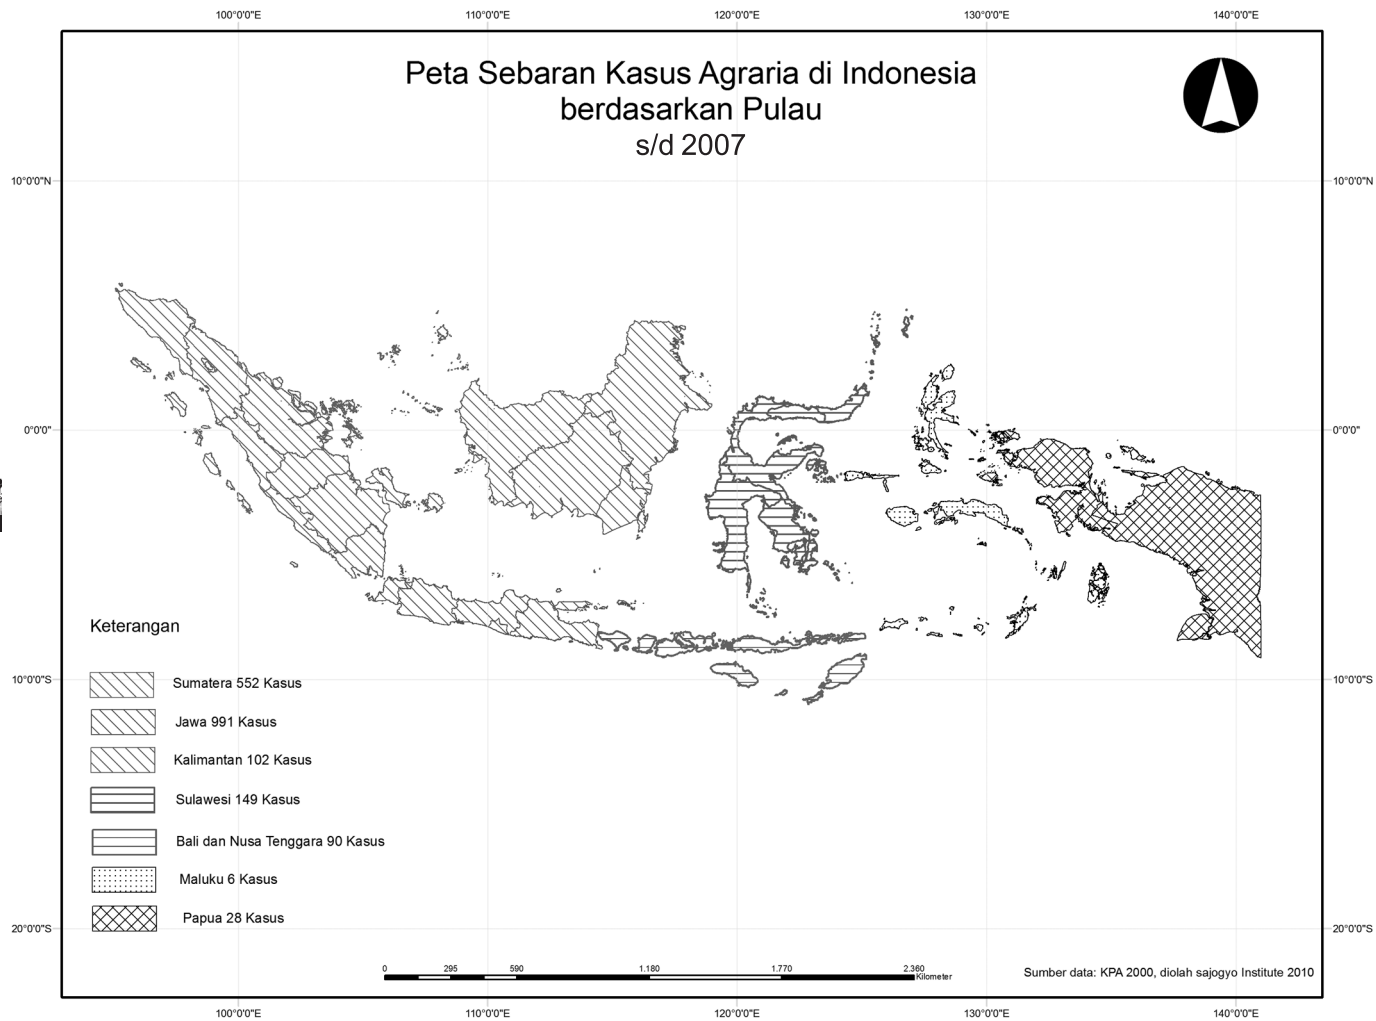 100°0'0"E 110°0'0"E 120°0'0"E 130°0'0"E 140°0'0"E
Peta Sebaran Kasus Agraria di Indonesia
berdasarkan Pulau
s/d 2007
10°0'0"N 10°0'0"N
0°0'0" 0°0'0"
Keterangan
10°0'0"S 10°0'0"S
Sumatera 552 Kasus
Jawa 991 Kasus
Kalimantan 102 Kasus
Sulawesi 149 Kasus
Bali dan Nusa Tenggara 90 Kasus
Maluku 6 Kasus
Papua 28 Kasus
20°0'0"S 20°0'0"S
0 295 590 1.180 1.770 2.360
Kilometer
Sumber data: KPA 2000, diolah sajogyo Institute 2010
100°0'0"E 110°0'0"E 120°0'0"E 130°0'0"E 140°0'0"E